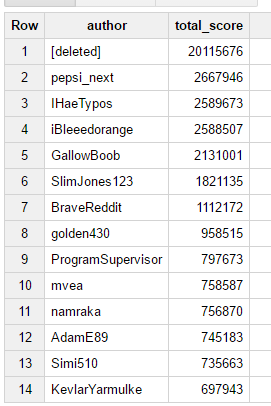 Row author total_score
1 [deleted] 20115676
2 pepsi_next 2667946
3 IHaeTypos 2589673
4 iBleeedorange 2588507
5 GallowBoob 2131001
6 SlimJones123 1821135
7 BraveReddit 1112172
8 golden430 958515
9 ProgramSupervisor 797673
10 mvea 758587
11 namraka 756870
12 AdamE89 745183
13 Simi510 735663
14 KevlarYarmulke 697943